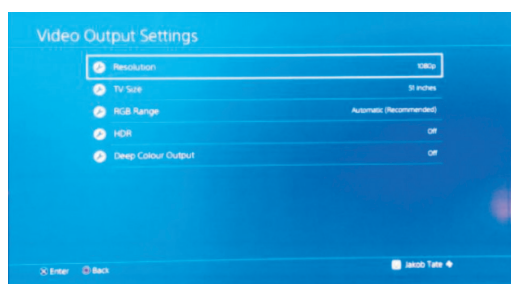 Video Output Settings
Resolution 1080p
TV Size 51 inches
RGB Range Automatic (Recommended)
HDR Off
Deep Colour Output Off
Enter Back Jakob Tate